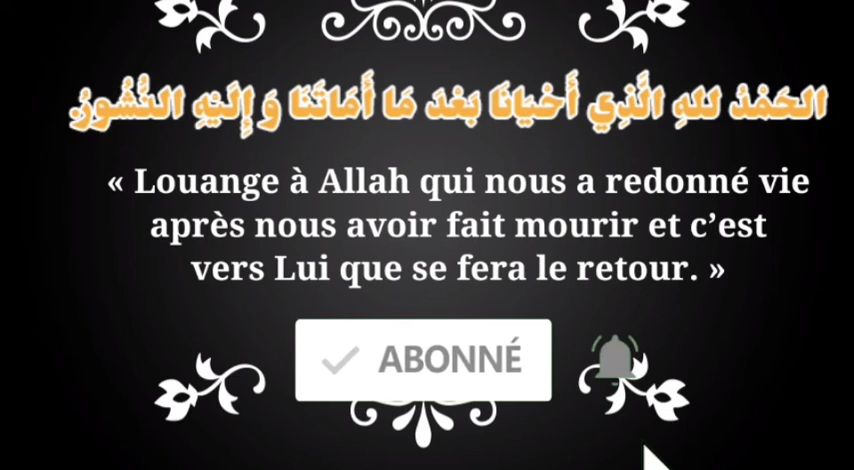 الحَمْدُ للهِ الَّذِي أَحْيَانَا بَعْدَ مَا أَمَاتَنَا وَ إِلَيْهِ النُّشُورُ.
« Louange à Allah qui nous a redonné vie
après nous avoir fait mourir et c’est
vers Lui que se fera le retour. »
ABONNÉ